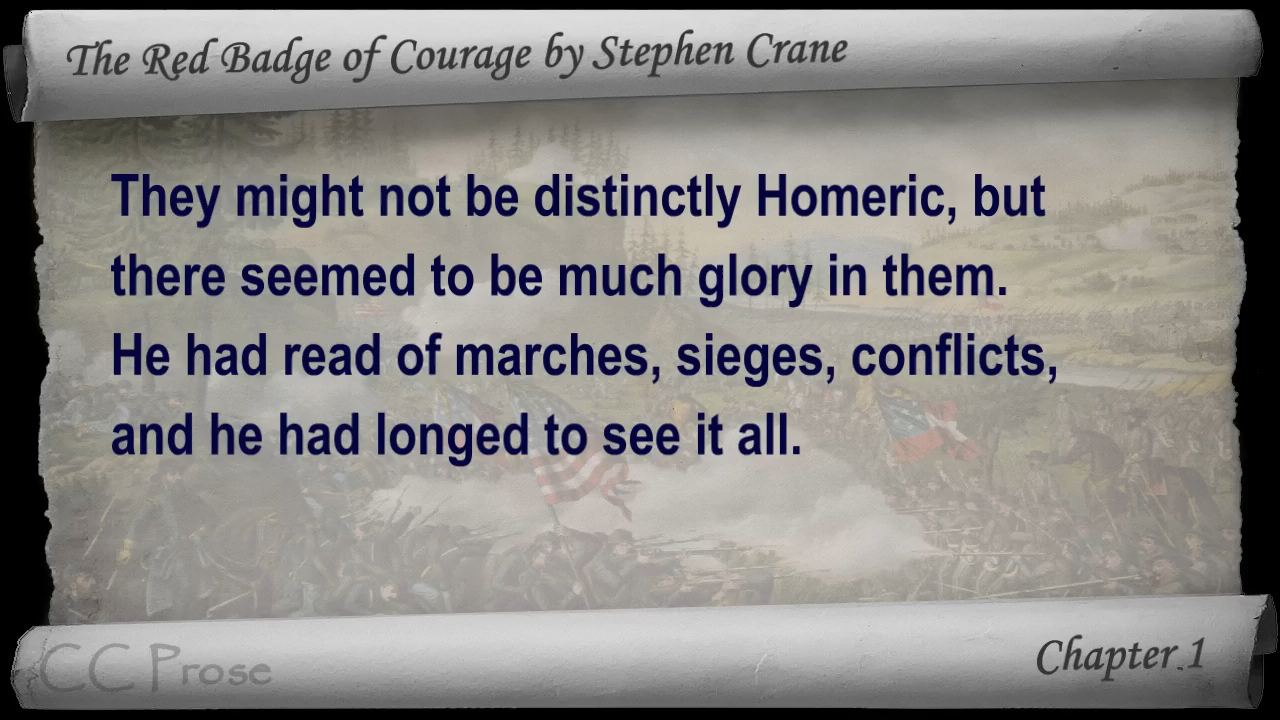 The Red Badge of Courage by Stephen Crane
They might not be distinctly Homeric, but
there seemed to be much glory in them.
He had read of marches, sieges, conflicts,
and he had longed to see it all.
CC Prose
Chapter 1